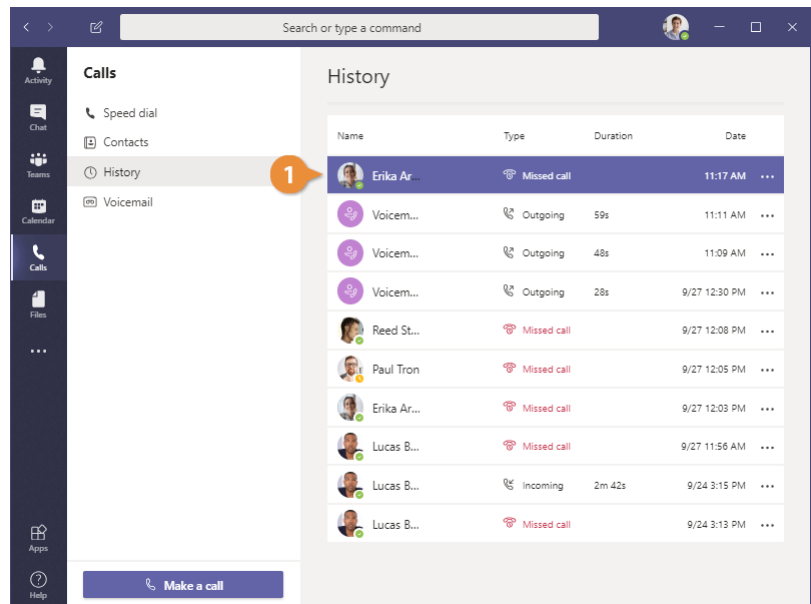 Search or type a command
Activity
Chat
Teams
Calendar
Calls
Files
Apps
Help
Calls
Speed dial
Contacts
History
Voicemail
Make a call
History
Name Type Duration Date
1
Erika Ar... Missed call 11:17 AM
Voicem... Outgoing 59s 11:11 AM
Voicem... Outgoing 48s 11:09 AM
Voicem... Outgoing 28s 9/27 12:30 PM
Reed St... Missed call 9/27 12:08 PM
Paul Tron Missed call 9/27 12:05 PM
Erika Ar... Missed call 9/27 12:03 PM
Lucas B... Missed call 9/27 11:56 AM
Lucas B... Incoming 2m 42s 9/24 3:15 PM
Lucas B... Missed call 9/24 3:13 PM